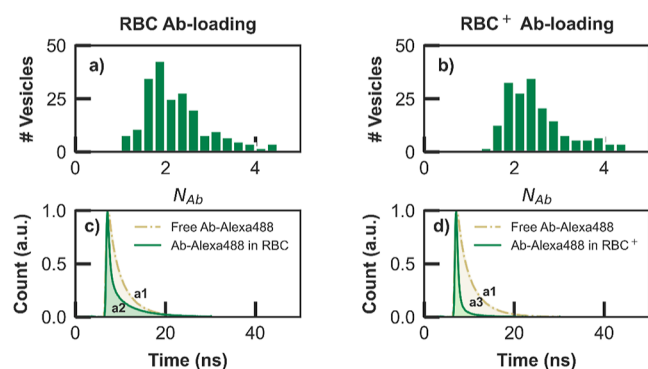 RBC Ab-loading
RBC+ Ab-loading
a)
# Vesicles
50
25
0
0
2
4
N_Ab
b)
# Vesicles
50
25
0
0
2
4
N_Ab
c)
Count (a.u.)
1.0
0.5
0.0
Free Ab-Alexa488
Ab-Alexa488 in RBC
a1
a2
0
20
40
Time (ns)
d)
Count (a.u.)
1.0
0.5
0.0
Free Ab-Alexa488
Ab-Alexa488 in RBC+
a1
a3
0
20
40
Time (ns)